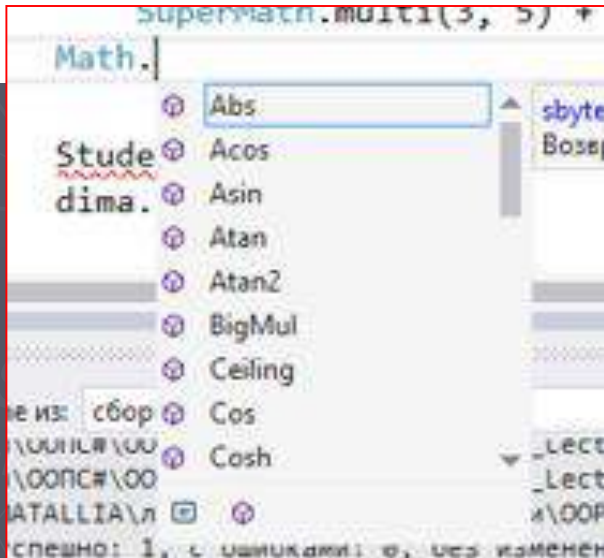 SuperMath.multi(3, 5) +
Math.
Abs
sbyte
Acos
Возвр
Stude
Asin
dima.
Atan
Atan2
BigMul
Ceiling
е из: сбор
Cos
\ООПС#\ОО
_Lect
Cosh
\ООПС#\ОО
_Lect
ATALLIA\л
и\ООР
спешно: 1, с ошибками: 0, без изменен